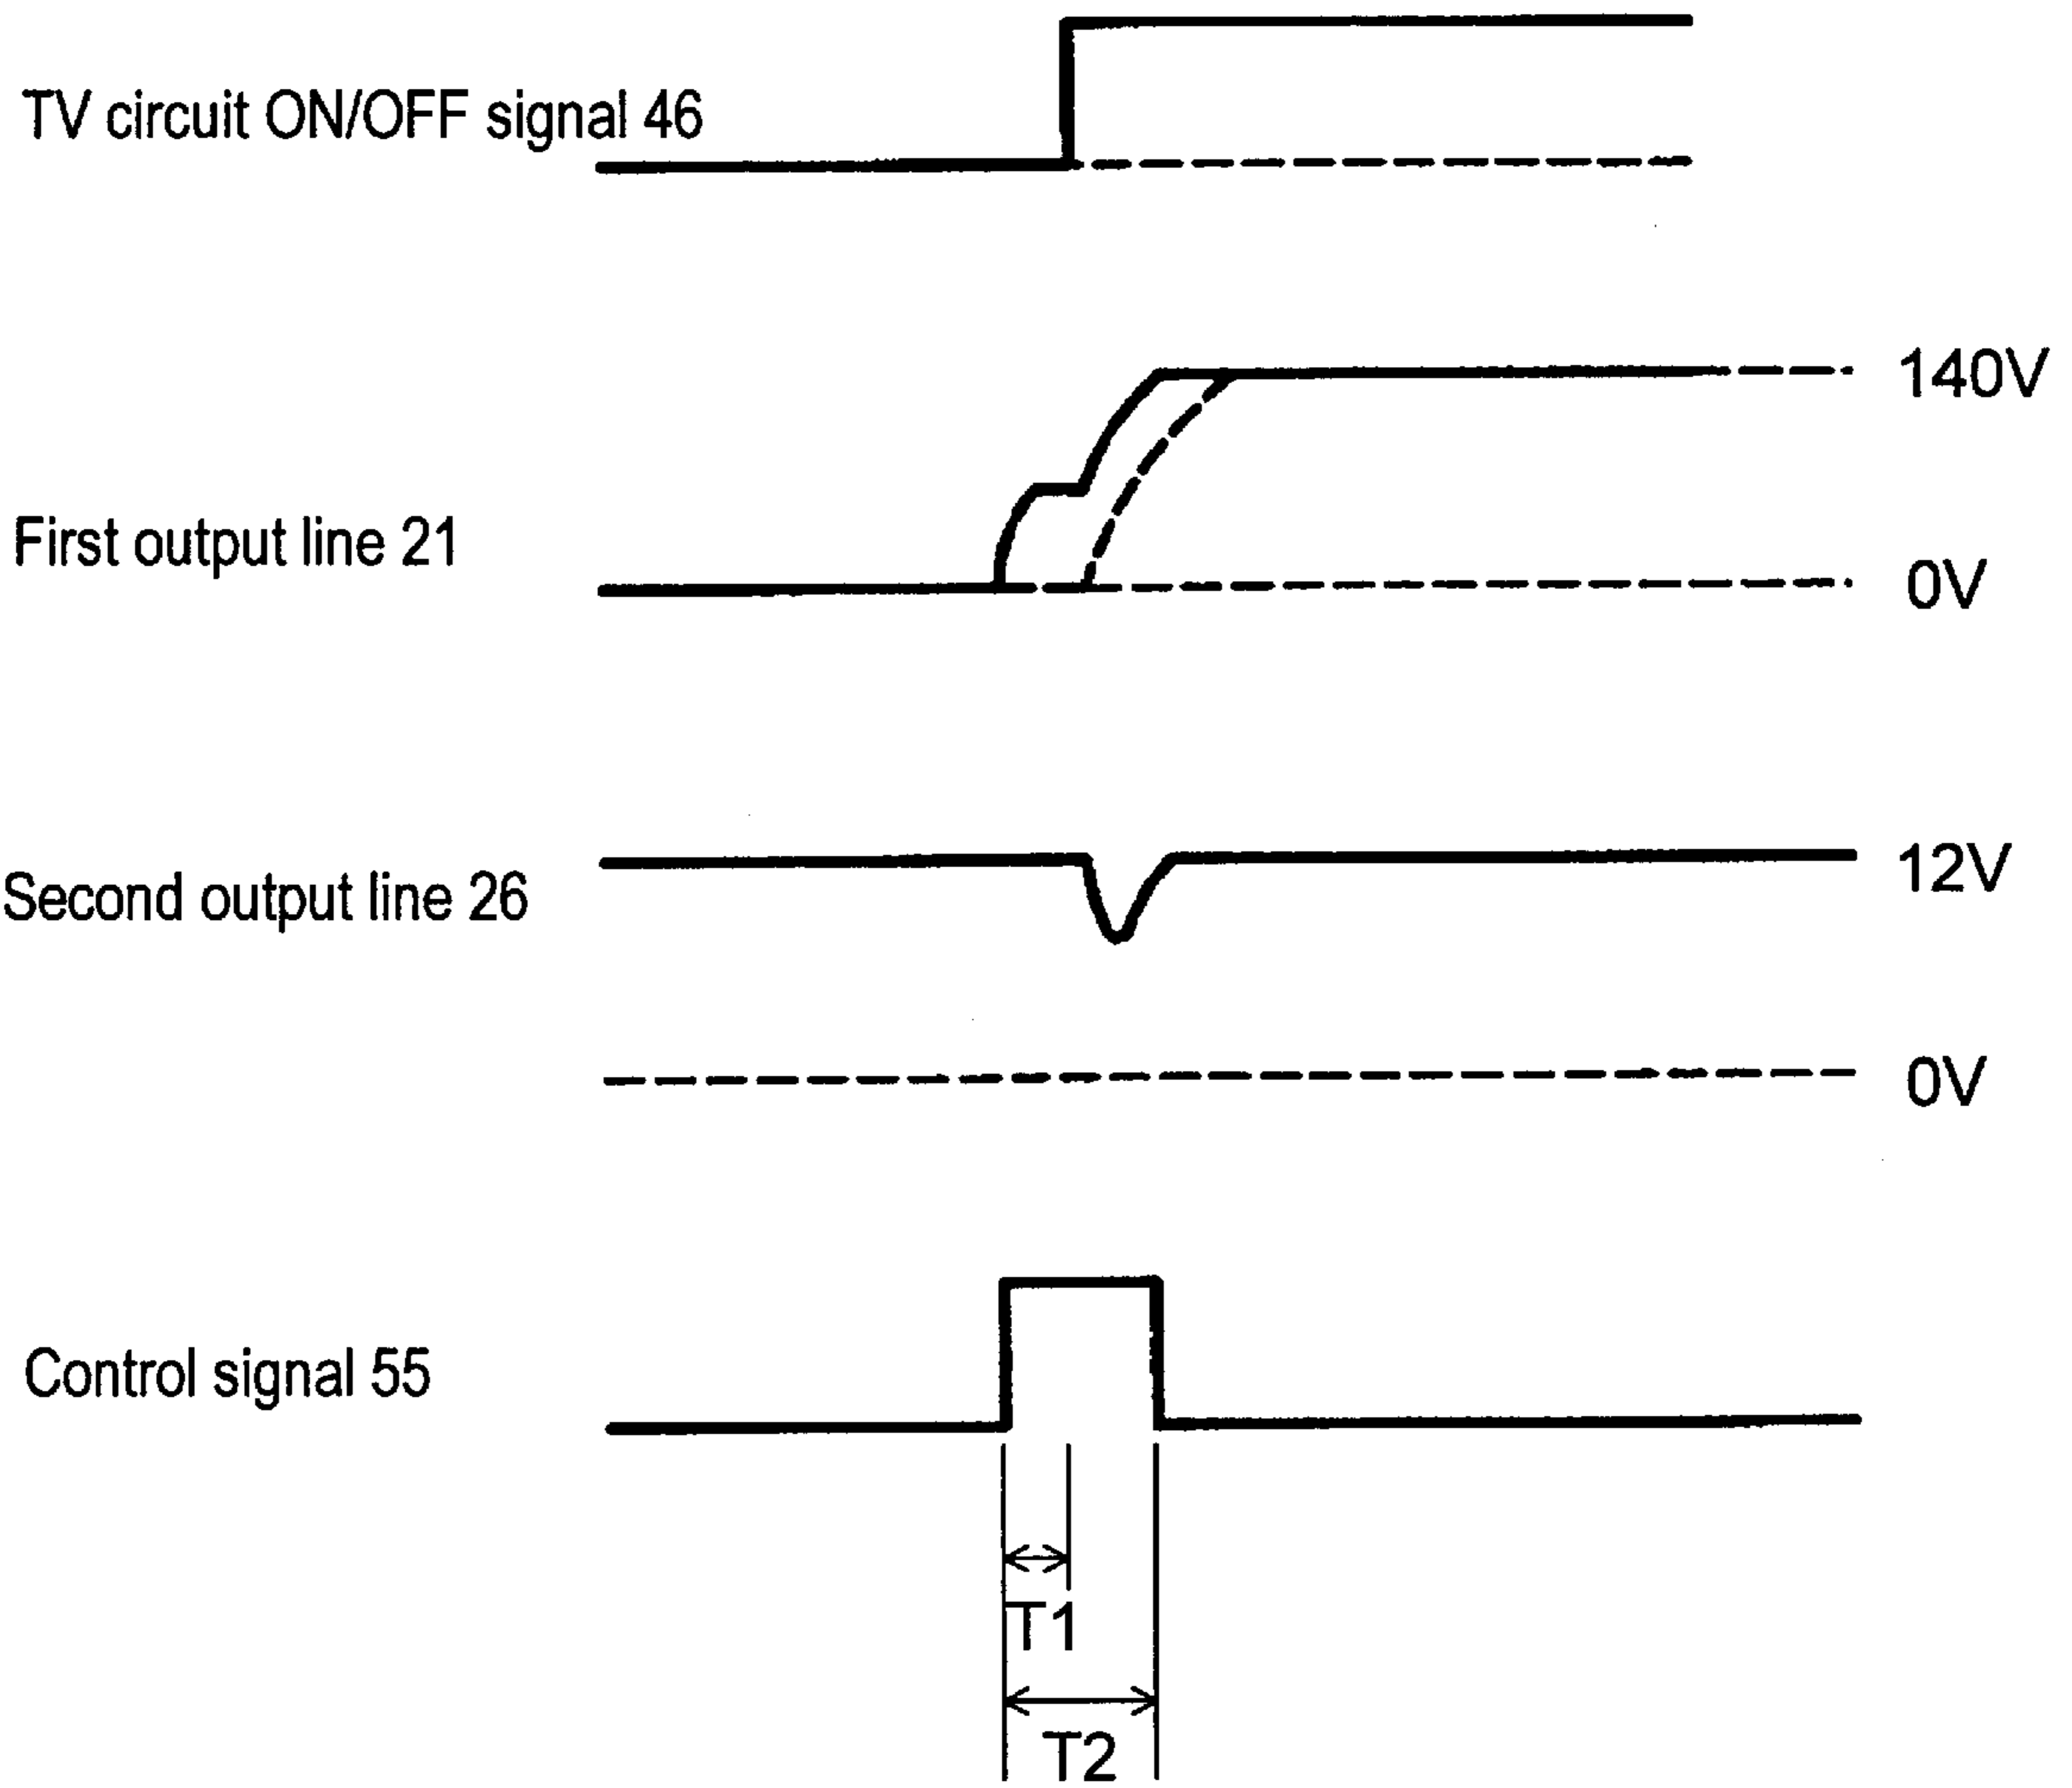 TV circuit ON/OFF signal 46
140V
First output line 21
0V
12V
Second output line 26
0V
Control signal 55
T1
T2